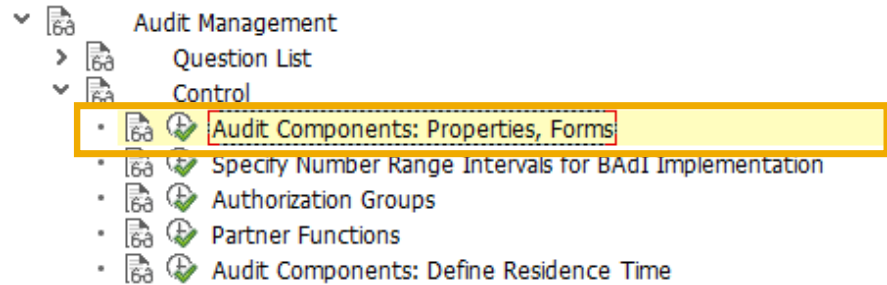 Audit Management
Question List
Control
Audit Components: Properties, Forms
Specify Number Range Intervals for BAdI Implementation
Authorization Groups
Partner Functions
Audit Components: Define Residence Time